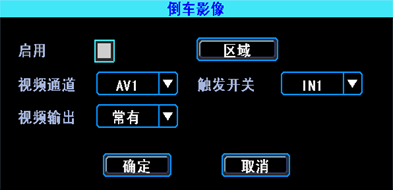 倒车影像
启用 区域
视频通道 AV1 触发开关 IN1
视频输出 常有
确定 取消